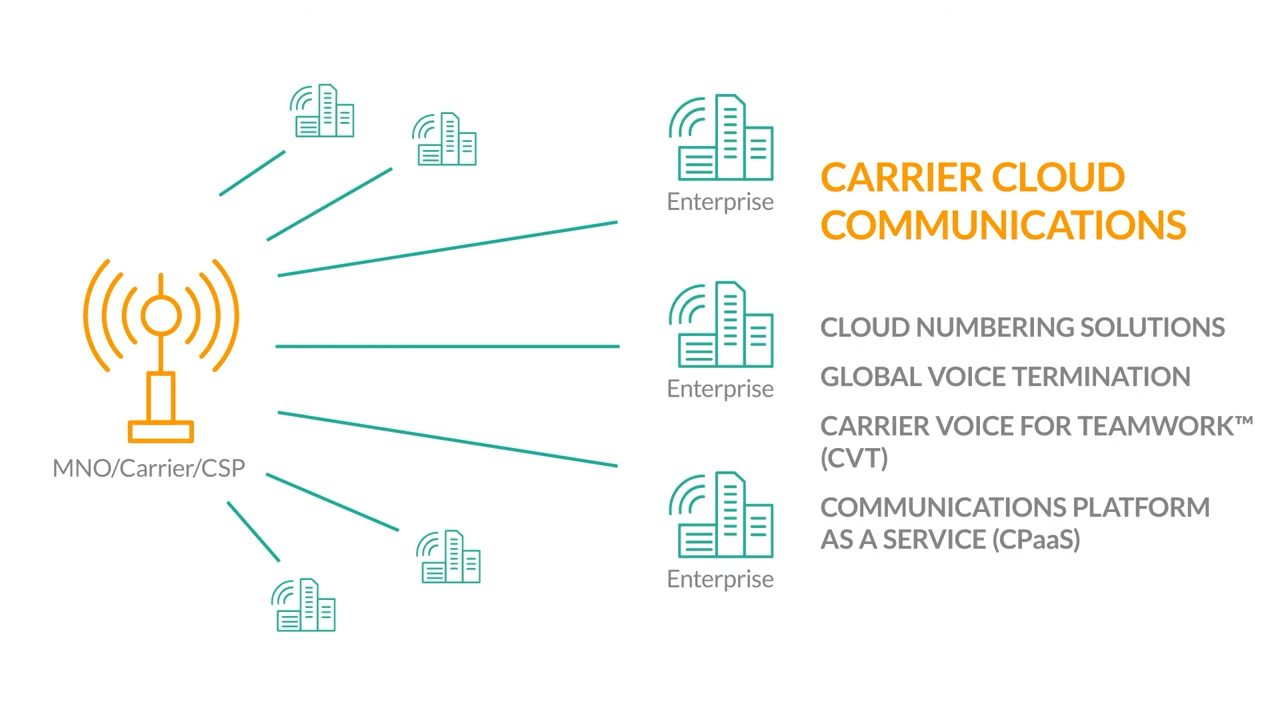 MNO/Carrier/CSP
Enterprise
Enterprise
Enterprise
CARRIER CLOUD
COMMUNICATIONS
CLOUD NUMBERING SOLUTIONS
GLOBAL VOICE TERMINATION
CARRIER VOICE FOR TEAMWORK™
(CVT)
COMMUNICATIONS PLATFORM
AS A SERVICE (CPaaS)